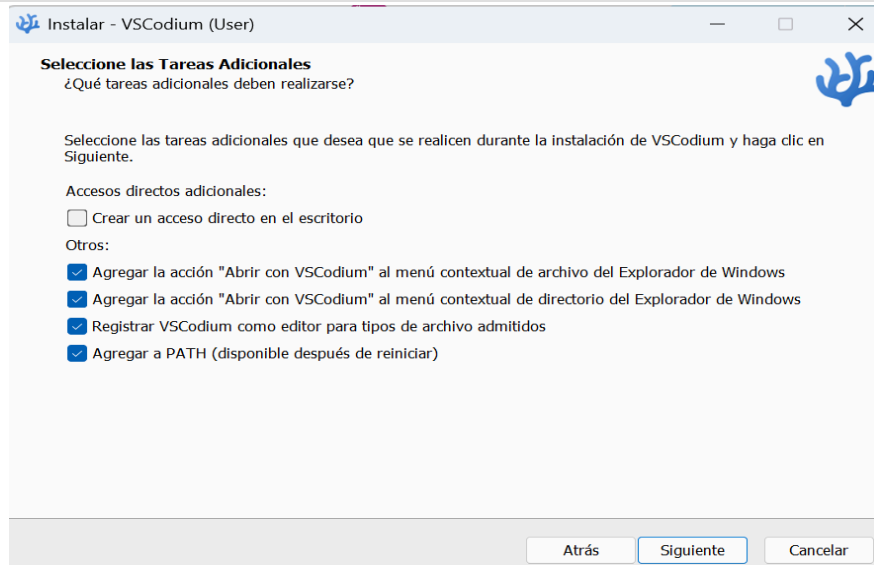 Instalar - VSCodium (User)
Seleccione las Tareas Adicionales
¿Qué tareas adicionales deben realizarse?
Seleccione las tareas adicionales que desea que se realicen durante la instalación de VSCodium y haga clic en
Siguiente.
Accesos directos adicionales:
Crear un acceso directo en el escritorio
Otros:
Agregar la acción "Abrir con VSCodium" al menú contextual de archivo del Explorador de Windows
Agregar la acción "Abrir con VSCodium" al menú contextual de directorio del Explorador de Windows
Registrar VSCodium como editor para tipos de archivo admitidos
Agregar a PATH (disponible después de reiniciar)
Atrás Siguiente Cancelar